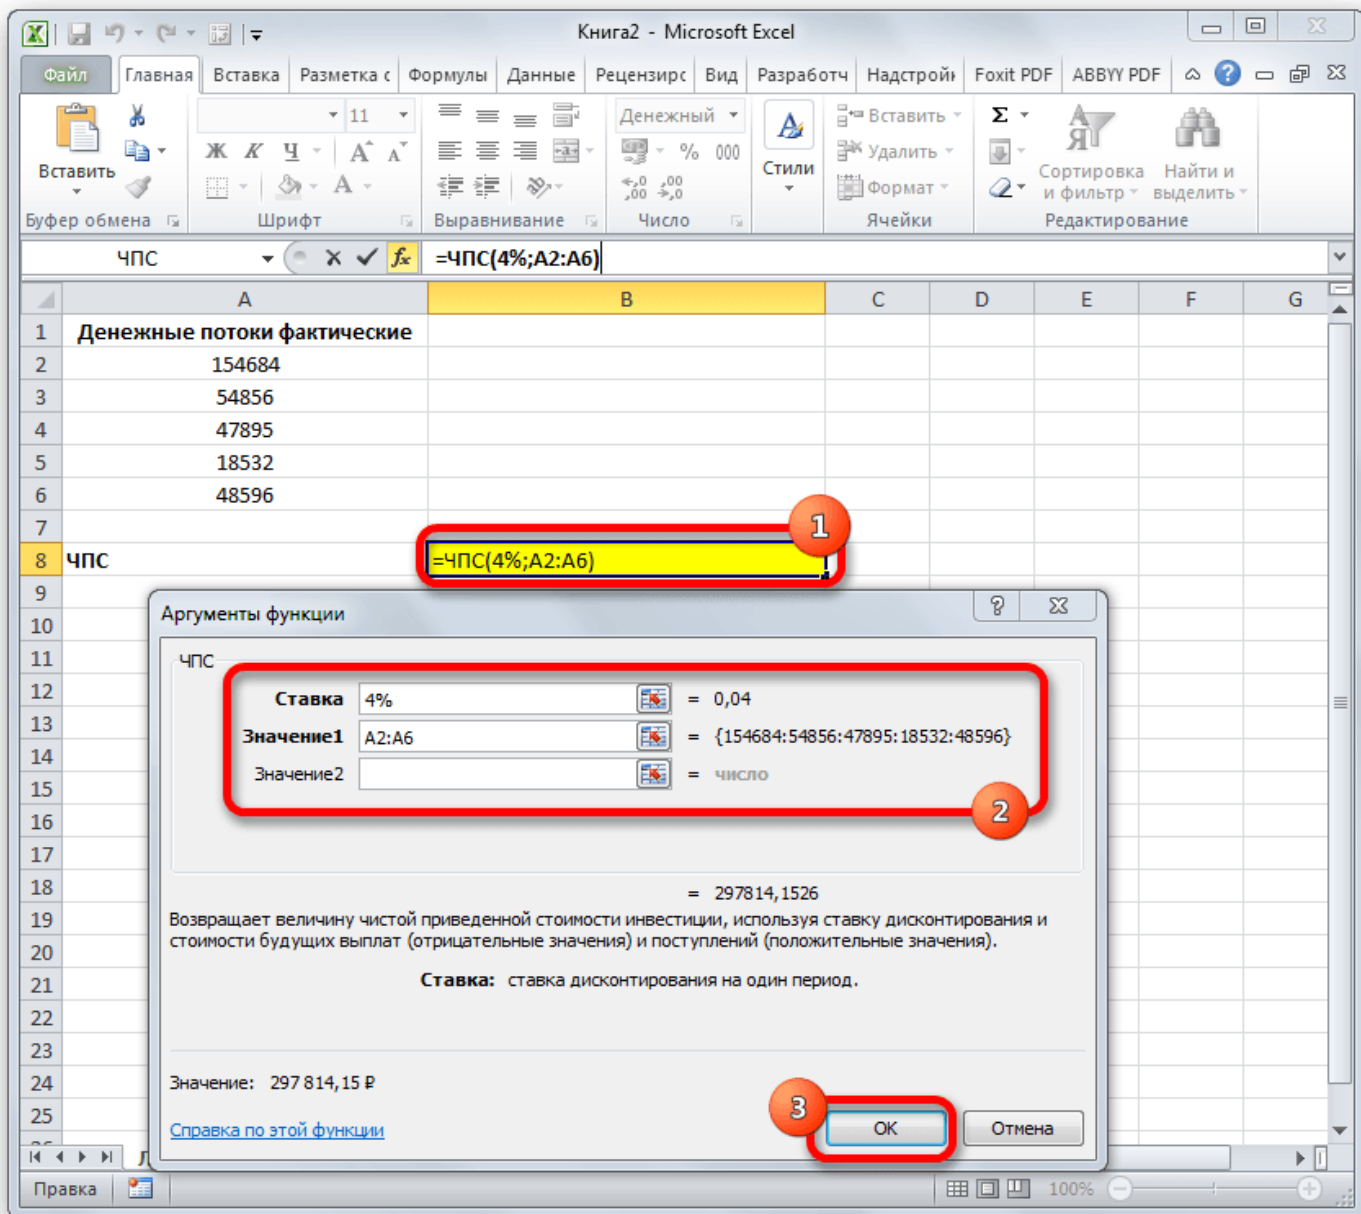 Книга2 - Microsoft Excel
Файл Главная Вставка Разметка с Формулы Данные Рецензирс Вид Разработч Надстройн Foxit PDF ABBYY PDF
11 Денежный Вставить Σ
Ж К Ч А А % 000 Удалить
Вставить А ,00 ,0 Стили Формат Сортировка и фильтр Найти и выделить
Буфер обмена Шрифт Выравнивание Число Ячейки Редактирование
ЧПС fx =ЧПС(4%;A2:A6)
A B C D E F G
1 Денежные потоки фактические
2 154684
3 54856
4 47895
5 18532
6 48596
7 1
8 ЧПС =ЧПС(4%;A2:A6)
9
10
11
12
13
14
15
16
17
18
19
20
21
22
23
24
25
Аргументы функции
ЧПС
Ставка 4% = 0,04
Значение1 A2:A6 = {154684:54856:47895:18532:48596}
Значение2 = число
2
= 297814,1526
Возвращает величину чистой приведенной стоимости инвестиции, используя ставку дисконтирования и
стоимости будущих выплат (отрицательные значения) и поступлений (положительные значения).
Ставка: ставка дисконтирования на один период.
Значение: 297 814,15 ₽
3
Справка по этой функции ОК Отмена
Правка 100%